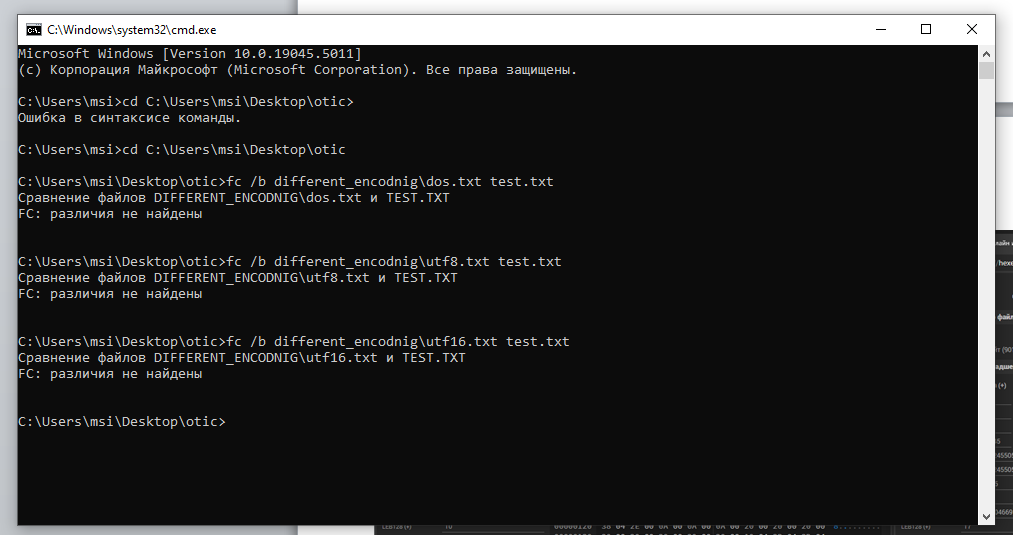 C:\Windows\system32\cmd.exe
Microsoft Windows [Version 10.0.19045.5011]
(c) Корпорация Майкрософт (Microsoft Corporation). Все права защищены.
C:\Users\msi>cd C:\Users\msi\Desktop\otic>
Ошибка в синтаксисе команды.
C:\Users\msi>cd C:\Users\msi\Desktop\otic
C:\Users\msi\Desktop\otic>fc /b different_encodnig\dos.txt test.txt
Сравнение файлов DIFFERENT_ENCODNIG\dos.txt и TEST.TXT
FC: различия не найдены
C:\Users\msi\Desktop\otic>fc /b different_encodnig\utf8.txt test.txt
Сравнение файлов DIFFERENT_ENCODNIG\utf8.txt и TEST.TXT
FC: различия не найдены
C:\Users\msi\Desktop\otic>fc /b different_encodnig\utf16.txt test.txt
Сравнение файлов DIFFERENT_ENCODNIG\utf16.txt и TEST.TXT
FC: различия не найдены
C:\Users\msi\Desktop\otic>